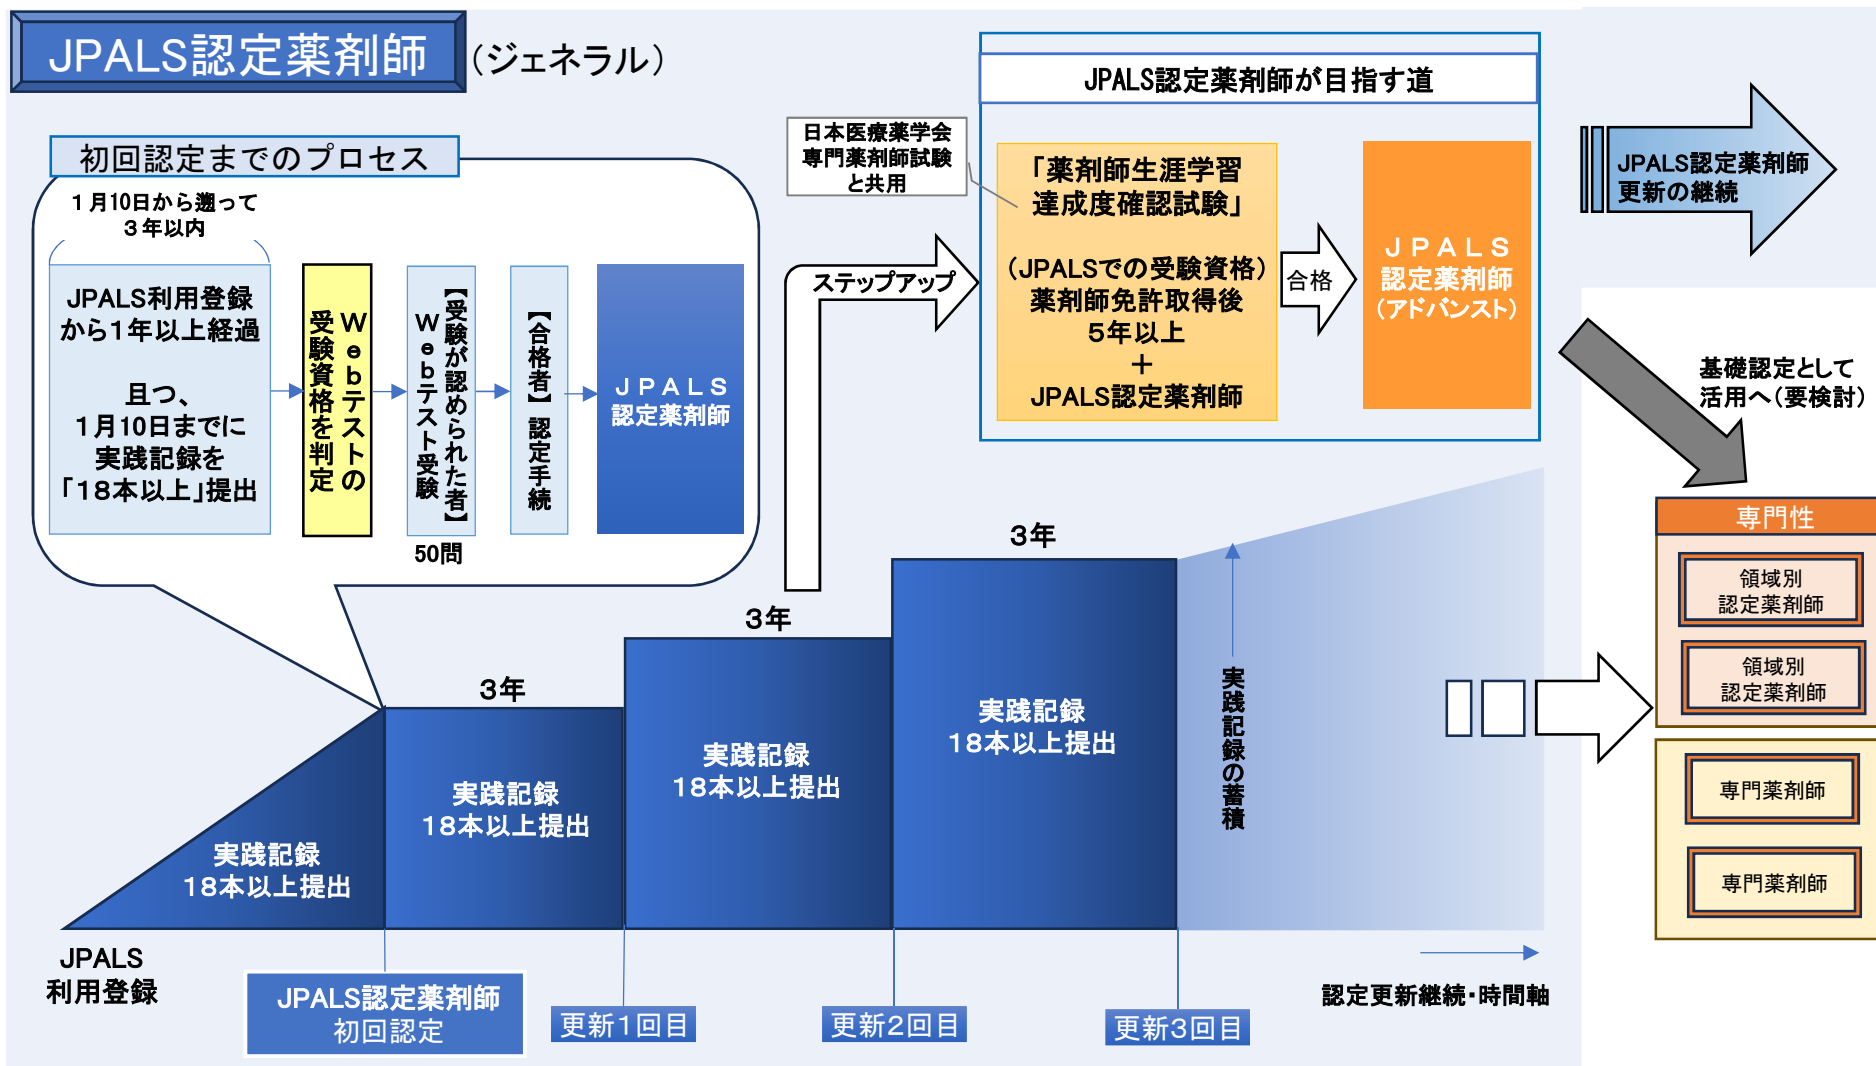 JPALS認定薬剤師
（ジェネラル）
初回認定までのプロセス
１月10日から遡って
３年以内
JPALS利用登録
から１年以上経過
且つ、
１月10日までに
実践記録を
「１８本以上」提出
Ｗｅｂテストの
受験資格を判定
【受験が認められた者】
Ｗｅｂテスト受験
50問
【合格者】認定手続
ＪＰＡＬＳ
認定薬剤師
日本医療薬学会
専門薬剤師試験
と共用
ステップアップ
JPALS認定薬剤師が目指す道
「薬剤師生涯学習
達成度確認試験」
（JPALSでの受験資格）
薬剤師免許取得後
５年以上
＋
JPALS認定薬剤師
合格
ＪＰＡＬＳ
認定薬剤師
（アドバンスト）
JPALS認定薬剤師
更新の継続
基礎認定として
活用へ（要検討）
専門性
領域別
認定薬剤師
領域別
認定薬剤師
専門薬剤師
専門薬剤師
実践記録
１８本以上提出
３年
実践記録
１８本以上提出
３年
実践記録
１８本以上提出
３年
実践記録
１８本以上提出
実践記録の蓄積
JPALS
利用登録
JPALS認定薬剤師
初回認定
更新１回目
更新２回目
更新３回目
認定更新継続・時間軸